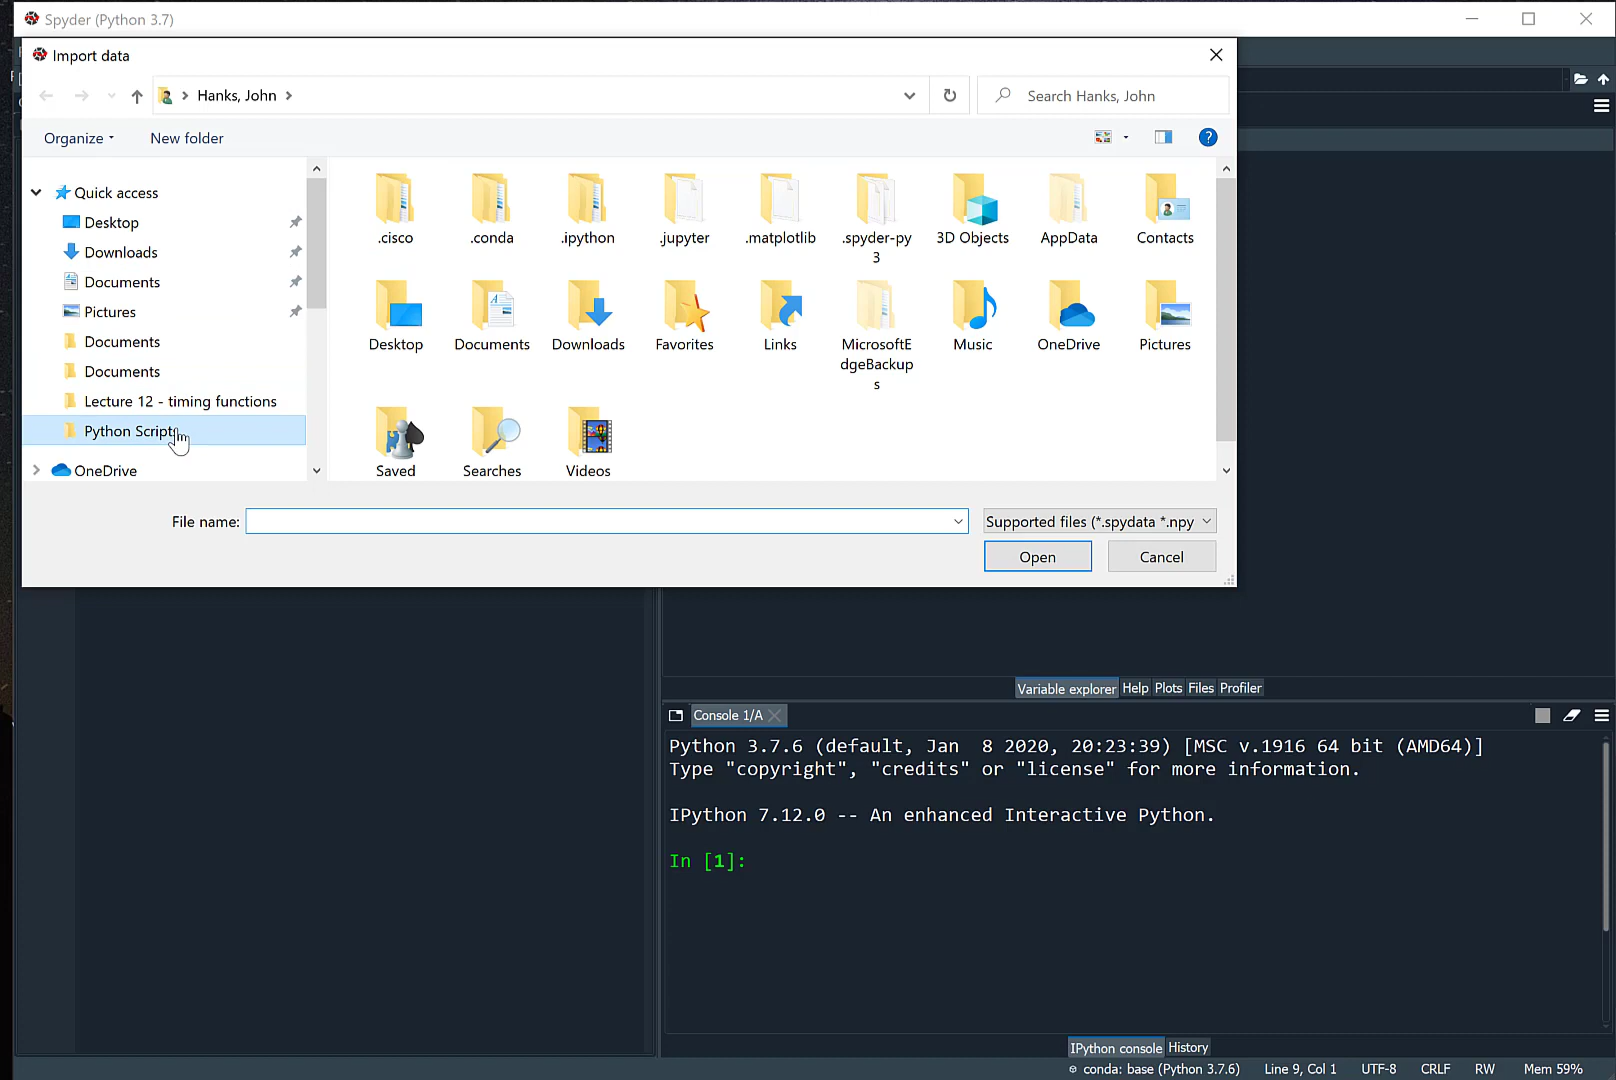 Spyder (Python 3.7)
Import data
Hanks, John
Search Hanks, John
Organize
New folder
Quick access
Desktop
Downloads
Documents
Pictures
Documents
Documents
Lecture 12 - timing functions
Python Scripts
OneDrive
.cisco
.conda
.ipython
.jupyter
.matplotlib
.spyder-py
3
3D Objects
AppData
Contacts
Desktop
Documents
Downloads
Favorites
Links
MicrosoftE
dgeBackup
s
Music
OneDrive
Pictures
Saved
Searches
Videos
File name:
Supported files (*.spydata *.npy
Open
Cancel
Variable explorer
Help
Plots
Files
Profiler
Console 1/A
Python 3.7.6 (default, Jan  8 2020, 20:23:39) [MSC v.1916 64 bit (AMD64)]
Type "copyright", "credits" or "license" for more information.
IPython 7.12.0 -- An enhanced Interactive Python.
In [1]:
IPython console
History
conda: base (Python 3.7.6)
Line 9, Col 1
UTF-8
CRLF
RW
Mem 59%